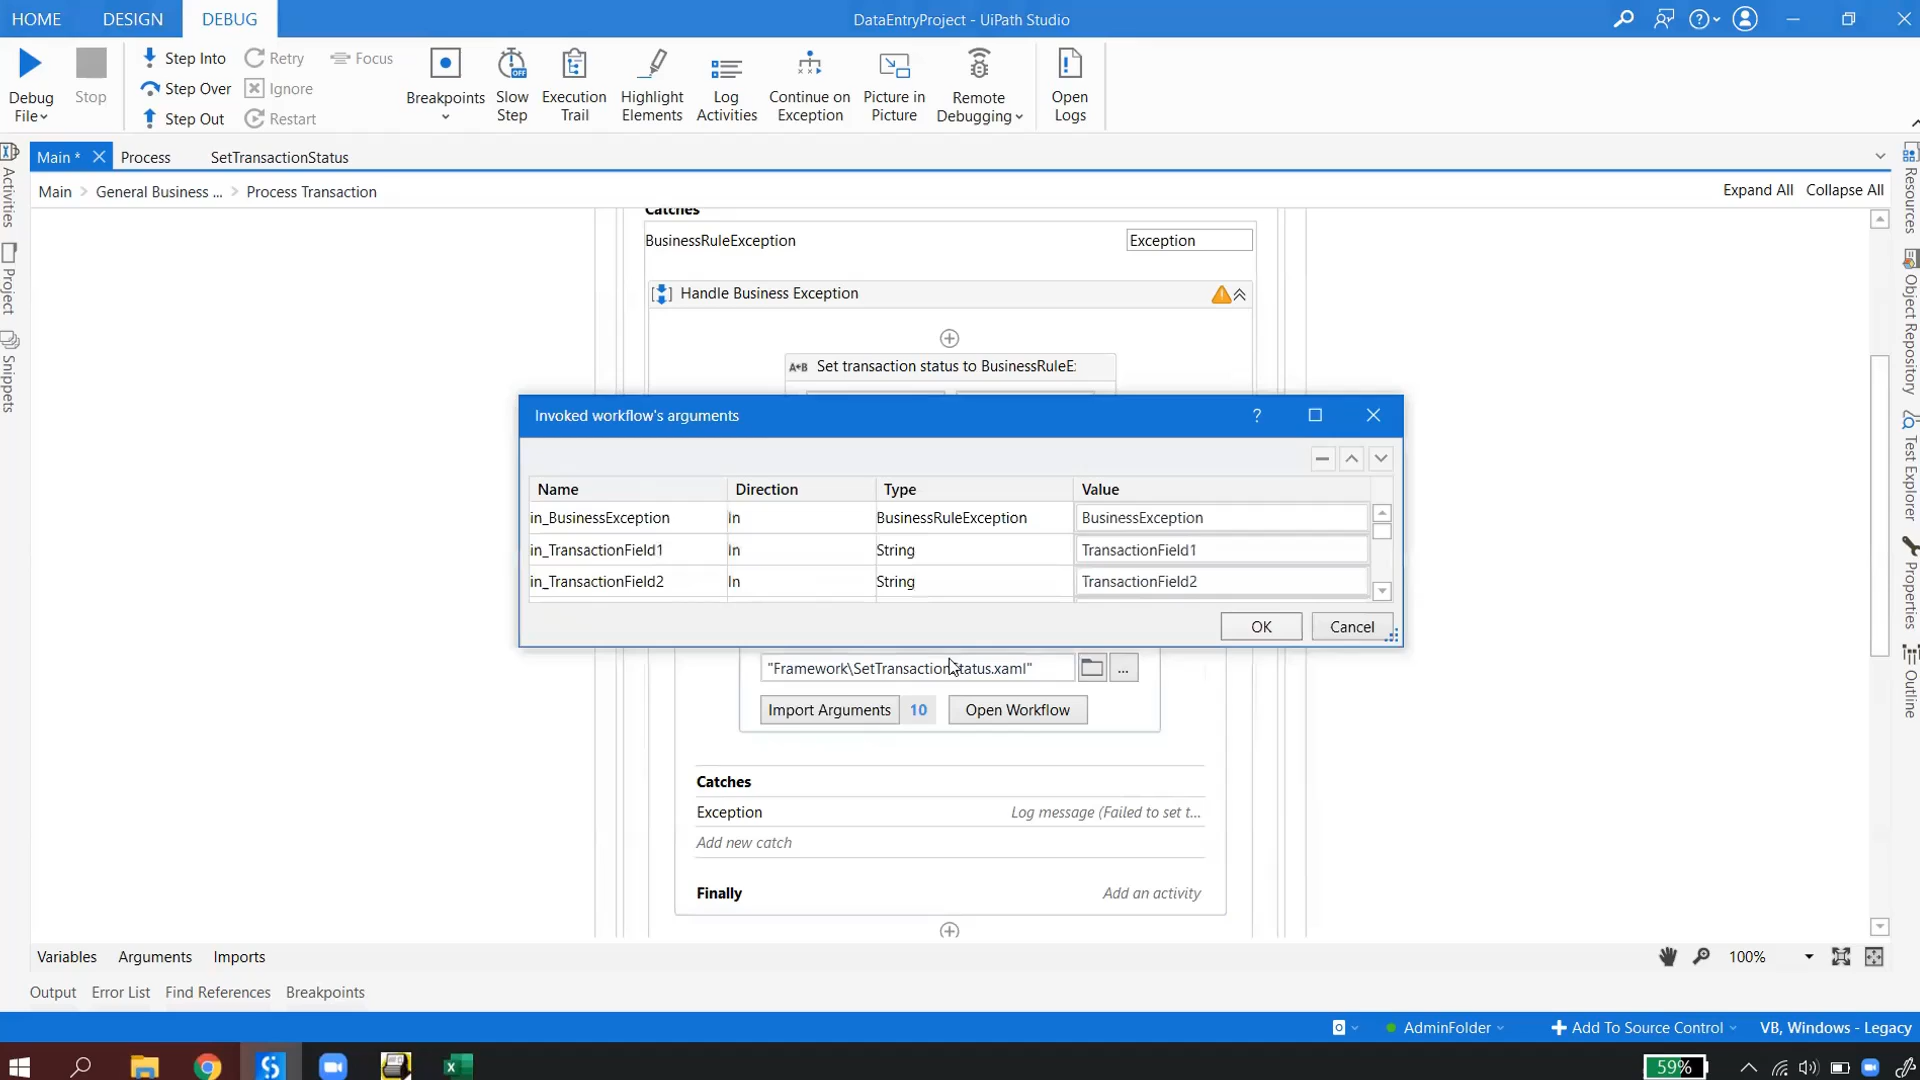 HOME DESIGN DEBUG DataEntryProject - UiPath Studio
Debug File
Stop
Step Into
Step Over
Step Out
Retry
Ignore
Restart
Focus
Breakpoints
Slow Step
Execution Trail
Highlight Elements
Log Activities
Continue on Exception
Picture in Picture
Remote Debugging
Open Logs
Main * Process SetTransactionStatus
Main > General Business ... > Process Transaction Expand All Collapse All
Activities
Project
Snippets
Resources
Object Repository
Test Explorer
Properties
Outline
Catches
BusinessRuleException Exception
Handle Business Exception
A*B Set transaction status to BusinessRuleE
Invoked workflow's arguments ?
Name Direction Type Value
in_BusinessException In BusinessRuleException BusinessException
in_TransactionField1 In String TransactionField1
in_TransactionField2 In String TransactionField2
OK Cancel
"Framework\SetTransactionStatus.xaml" ...
Import Arguments 10 Open Workflow
Catches
Exception Log message (Failed to set t...
Add new catch
Finally Add an activity
Variables Arguments Imports 100%
Output Error List Find References Breakpoints
AdminFolder Add To Source Control VB, Windows - Legacy
59%